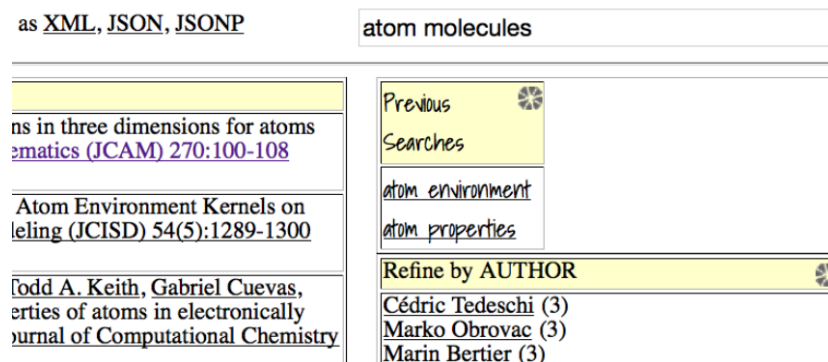 as XML, JSON, JSONP
atom molecules
ns in three dimensions for atoms
ematics (JCAM) 270:100-108
Atom Environment Kernels on
leling (JCISD) 54(5):1289-1300
Todd A. Keith, Gabriel Cuevas,
erties of atoms in electronically
ournal of Computational Chemistry
Previous
Searches
atom environment
atom properties
Refine by AUTHOR
Cédric Tedeschi (3)
Marko Obrovac (3)
Marin Bertier (3)